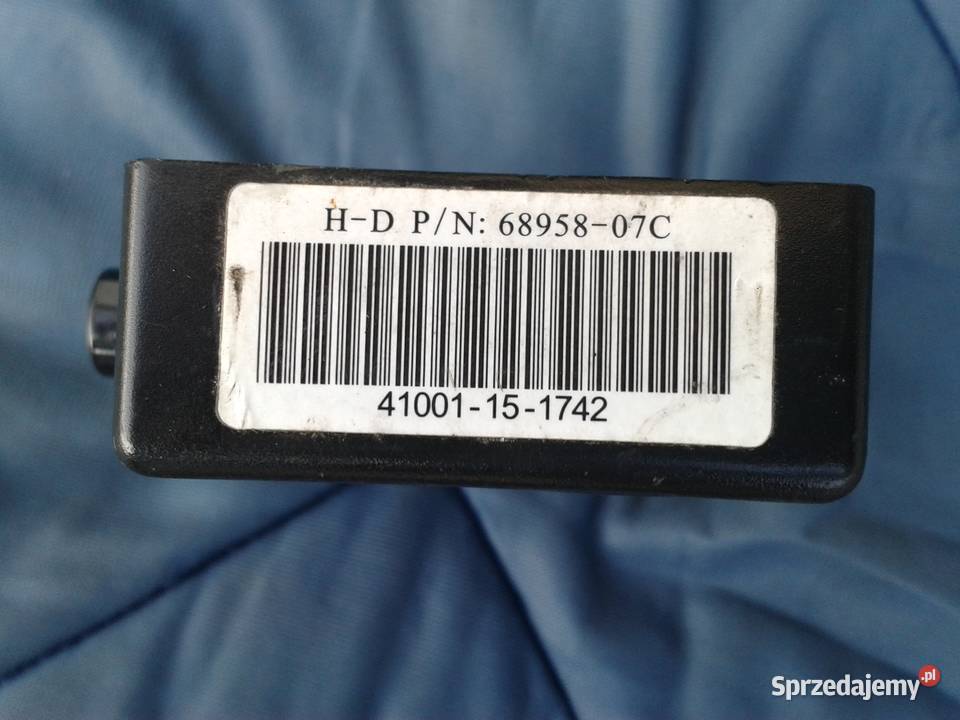 H-D P/N: 68958-07C
41001-15-1742
Sprzedajemy.pl